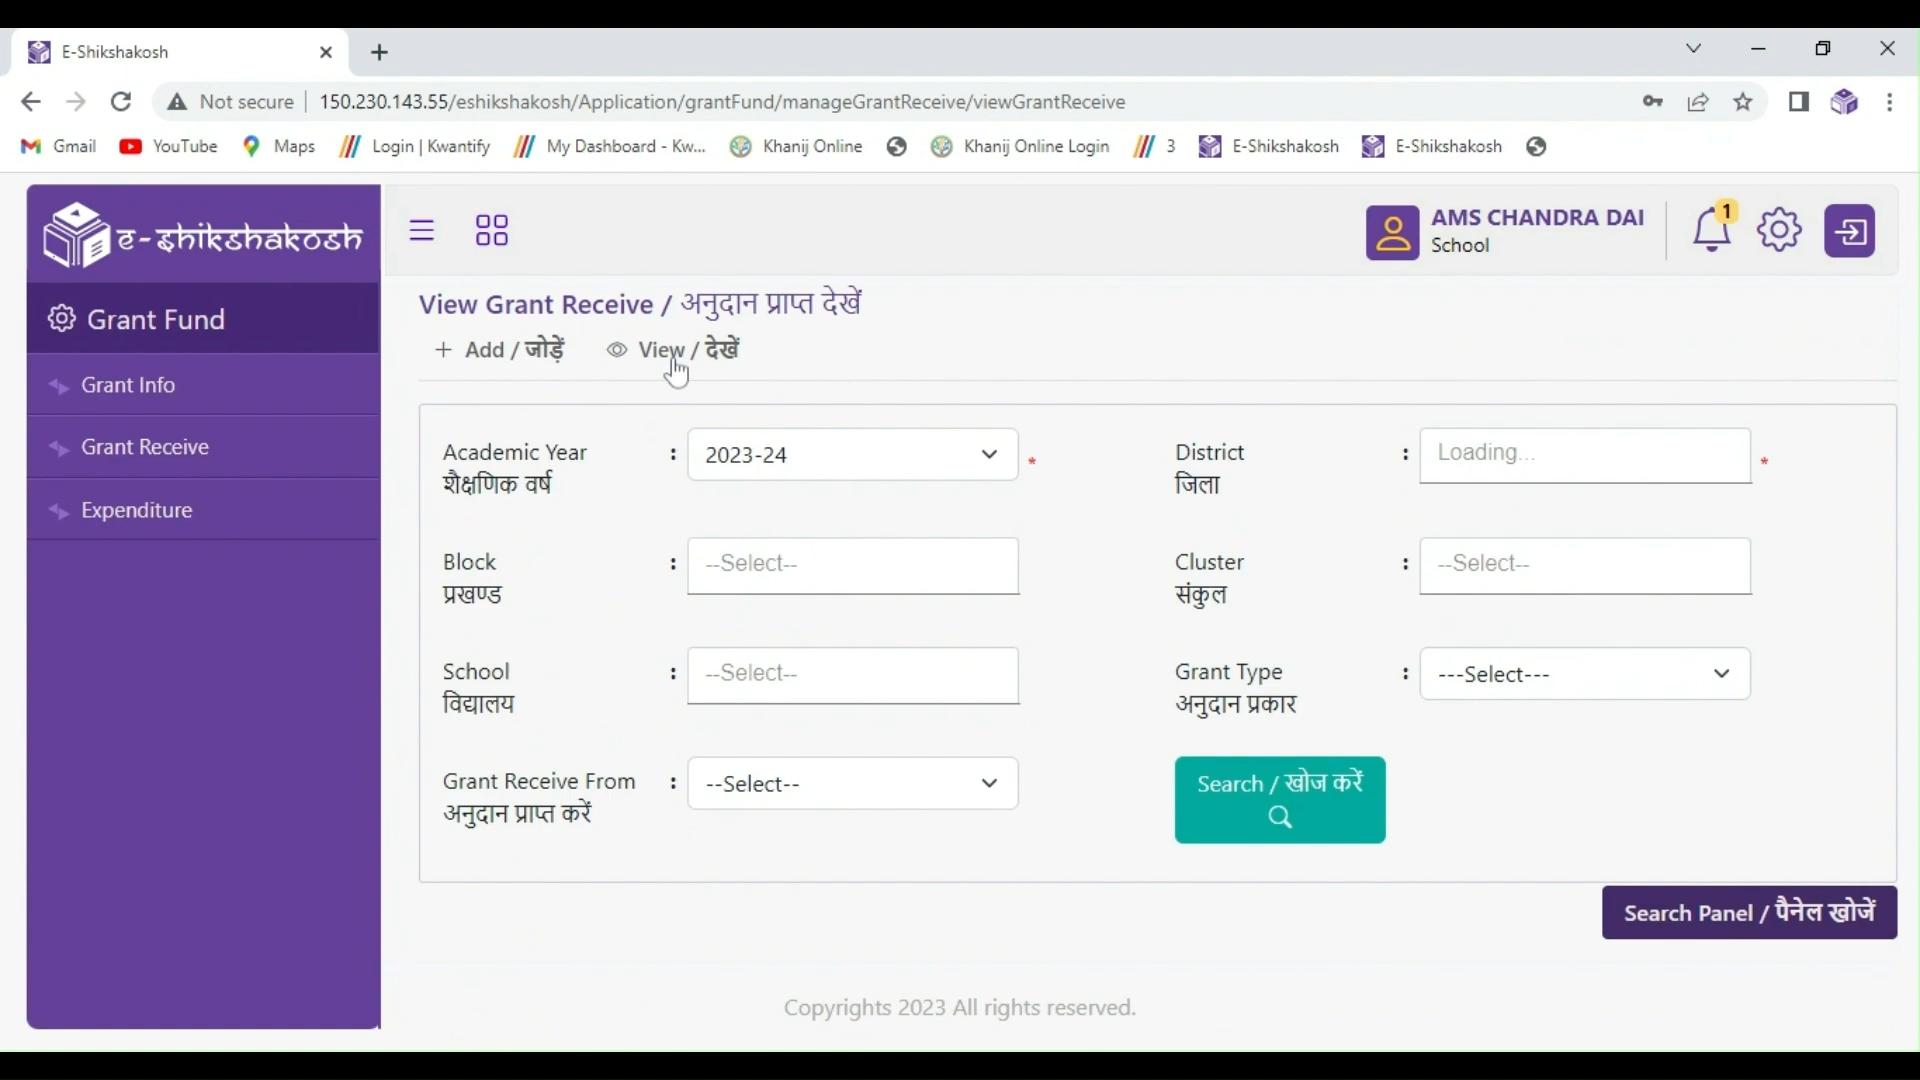 E-Shikshakosh
Not secure
150.230.143.55/eshikshakosh/Application/grantFund/manageGrantReceive/viewGrantReceive
Gmail YouTube Maps Login | Kwantify My Dashboard - Kw... Khanij Online Khanij Online Login 3 E-Shikshakosh E-Shikshakosh
e-shikshakosh
AMS CHANDRA DAI
School
1
Grant Fund
Grant Info
Grant Receive
Expenditure
View Grant Receive / अनुदान प्राप्त देखें
+ Add / जोड़ें View / देखें
Academic Year : 2023-24 *
शैक्षणिक वर्ष
District : Loading... *
जिला
Block : --Select--
प्रखण्ड
Cluster : --Select--
संकुल
School : --Select--
विद्यालय
Grant Type : ---Select---
अनुदान प्रकार
Grant Receive From : --Select--
अनुदान प्राप्त करें
Search / खोज करें
Search Panel / पैनेल खोजें
Copyrights 2023 All rights reserved.